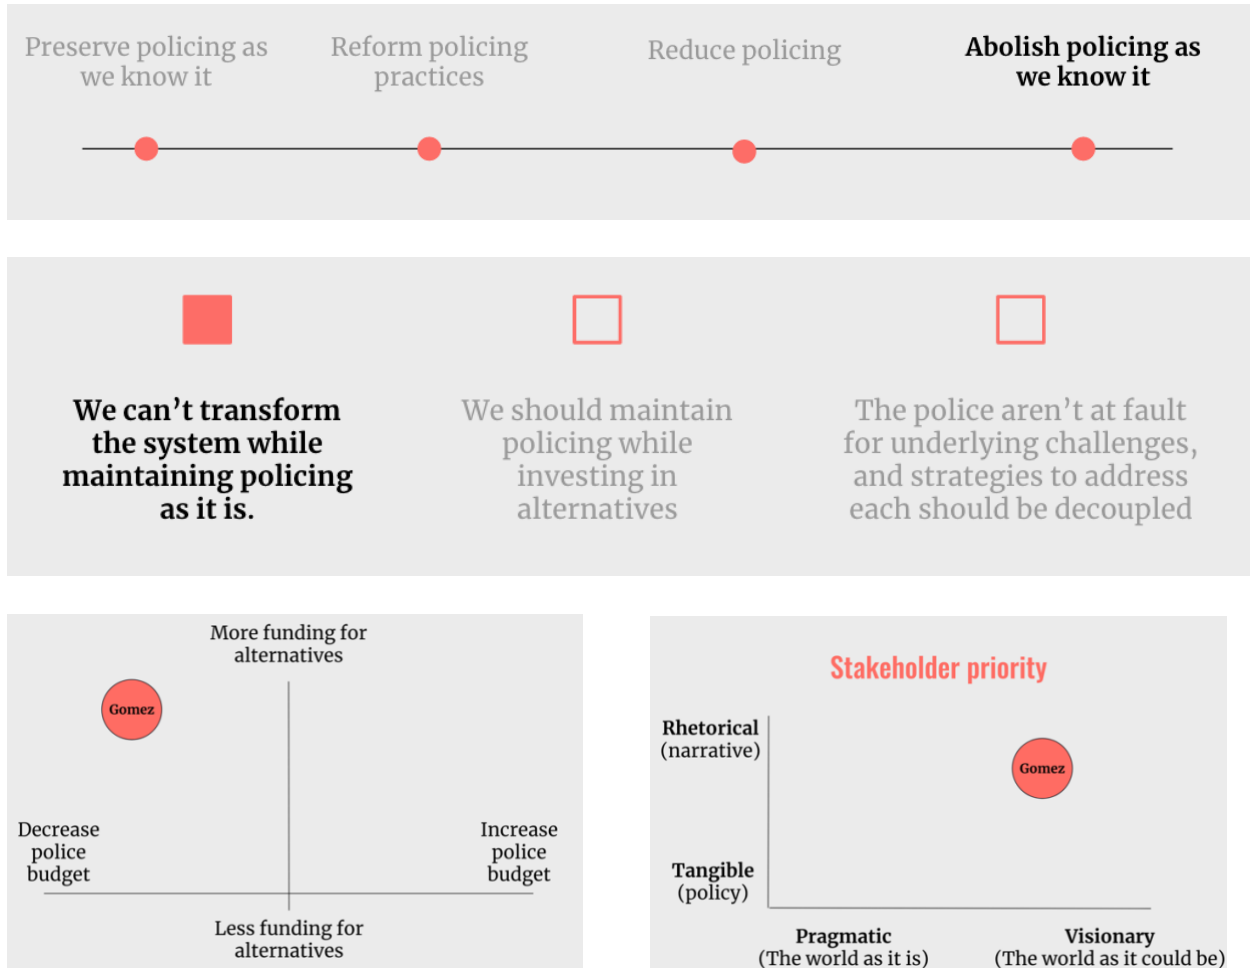 Preserve policing as
we know it
Reform policing
practices
Reduce policing
Abolish policing as
we know it
We can’t transform
the system while
maintaining policing
as it is.
We should maintain
policing while
investing in
alternatives
The police aren’t at fault
for underlying challenges,
and strategies to address
each should be decoupled
More funding for
alternatives
Gomez
Decrease
police
budget
Increase
police
budget
Less funding for
alternatives
Stakeholder priority
Rhetorical
(narrative)
Gomez
Tangible
(policy)
Pragmatic
(The world as it is)
Visionary
(The world as it could be)